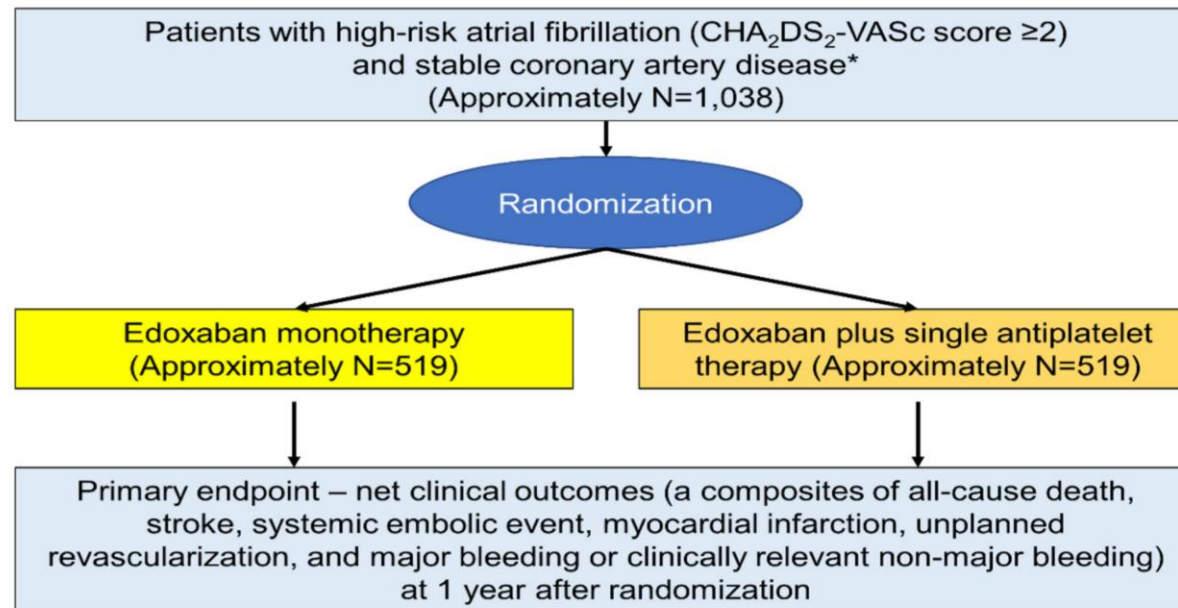 Patients with high-risk atrial fibrillation (CHA₂DS₂-VASc score ≥2)
and stable coronary artery disease*
(Approximately N=1,038)
Randomization
Edoxaban monotherapy
(Approximately N=519)
Edoxaban plus single antiplatelet
therapy (Approximately N=519)
Primary endpoint – net clinical outcomes (a composites of all-cause death,
stroke, systemic embolic event, myocardial infarction, unplanned
revascularization, and major bleeding or clinically relevant non-major bleeding)
at 1 year after randomization